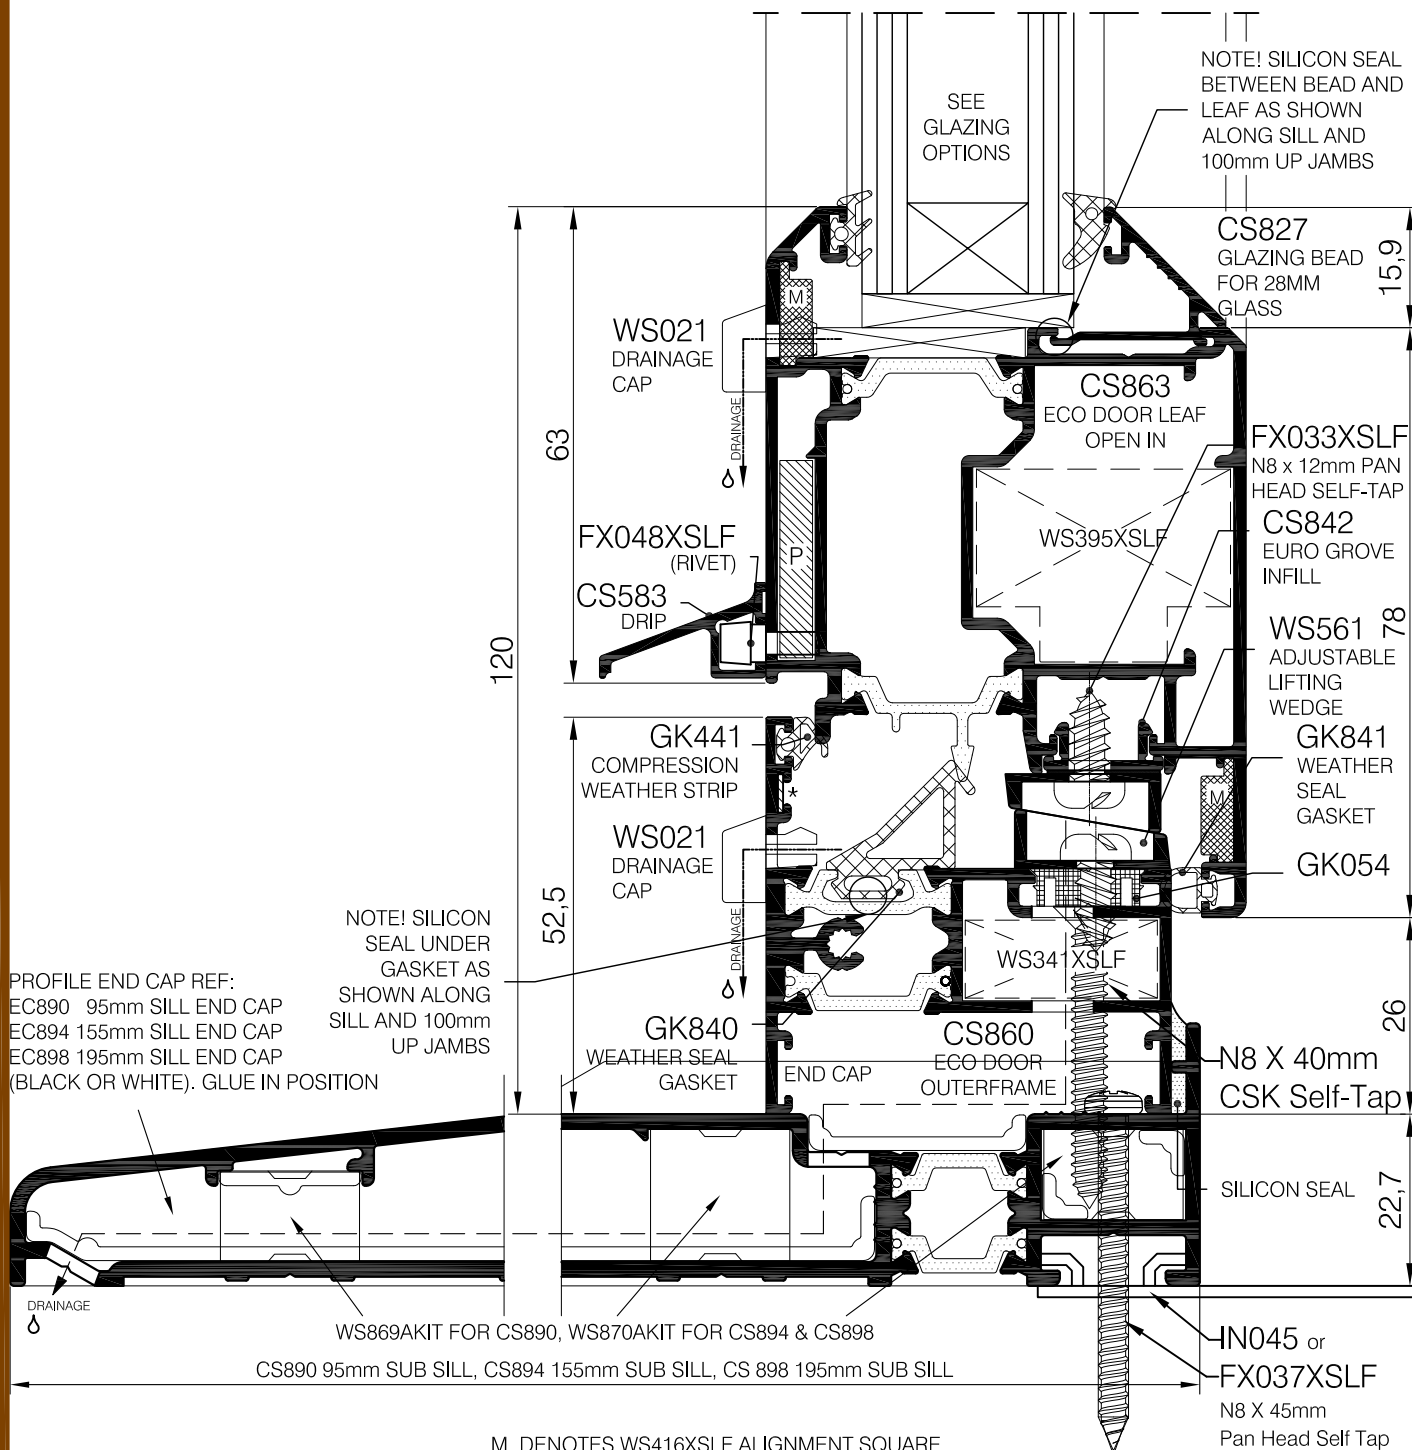 NOTE! SILICON SEAL
BETWEEN BEAD AND
LEAF AS SHOWN
ALONG SILL AND
100mm UP JAMBS
SEE
GLAZING
OPTIONS
CS827
GLAZING BEAD
FOR 28MM
GLASS
15,9
M
WS021
DRAINAGE
CAP
DRAINAGE
CS863
ECO DOOR LEAF
OPEN IN
63
120
FX033XSLF
N8 x 12mm PAN
HEAD SELF-TAP
CS842
EURO GROVE
INFILL
WS395XSLF
P
FX048XSLF
(RIVET)
CS583
DRIP
WS561
ADJUSTABLE
LIFTING
WEDGE
78
GK441
COMPRESSION
WEATHER STRIP
*
GK841
WEATHER
SEAL
GASKET
M
WS021
DRAINAGE
CAP
GK054
52,5
DRAINAGE
NOTE! SILICON
SEAL UNDER
GASKET AS
SHOWN ALONG
SILL AND 100mm
UP JAMBS
WS341XSLF
PROFILE END CAP REF:
EC890 95mm SILL END CAP
EC894 155mm SILL END CAP
EC898 195mm SILL END CAP
(BLACK OR WHITE). GLUE IN POSITION
26
GK840
WEATHER SEAL
GASKET
END CAP
CS860
ECO DOOR
OUTERFRAME
N8 X 40mm
CSK Self-Tap
SILICON SEAL
22,7
DRAINAGE
WS869AKIT FOR CS890, WS870AKIT FOR CS894 & CS898
IN045 or
FX037XSLF
N8 X 45mm
Pan Head Self Tap
CS890 95mm SUB SILL, CS894 155mm SUB SILL, CS 898 195mm SUB SILL
M DENOTES WS416XSLF ALIGNMENT SQUARE